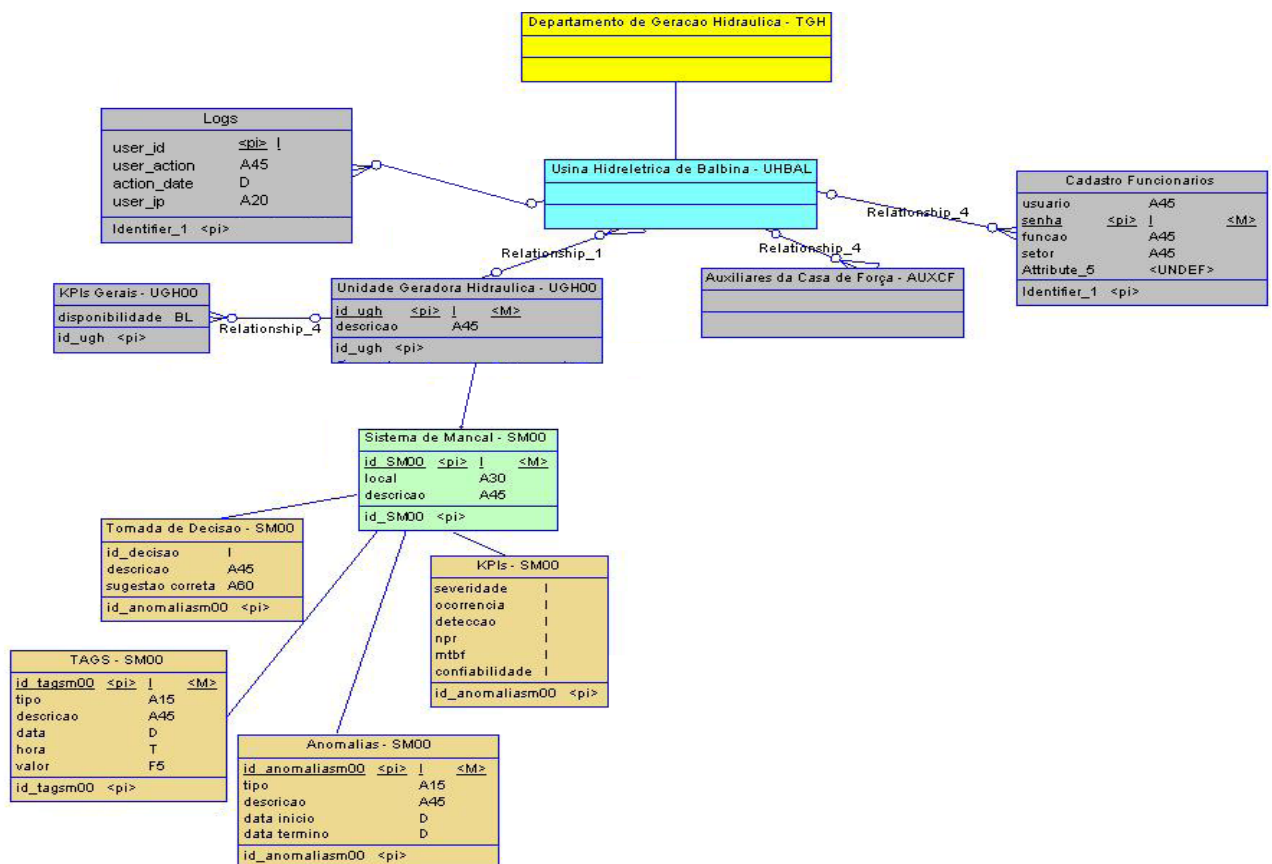 Departamento de Geracao Hidraulica - TGH
Logs
user_id <pi> I
user_action A45
action_date D
user_ip A20
Identifier_1 <pi>
Usina Hidreletrica de Balbina - UHBAL
Cadastro Funcionarios
usuario A45
senha <pi> I <M>
funcao A45
setor A45
Attribute_5 <UNDEF>
Identifier_1 <pi>
Relationship_4
Relationship_4
Relationship_1
Auxiliares da Casa de Força - AUXCF
KPIs Gerais - UGH00
disponibilidade BL
id_ugh <pi>
Relationship_4
Unidade Geradora Hidraulica - UGH00
id_ugh <pi> I <M>
descricao A45
id_ugh <pi>
Sistema de Mancal - SM00
id_SM00 <pi> I <M>
local A30
descricao A45
id_SM00 <pi>
Tomada de Decisao - SM00
id_decisao I
descricao A45
sugestao correta A60
id_anomaliasm00 <pi>
KPIs - SM00
severidade I
ocorrencia I
deteccao I
npr I
mtbf I
confiabilidade I
id_anomaliasm00 <pi>
TAGS - SM00
id_tagsm00 <pi> I <M>
tipo A15
descricao A45
data D
hora T
valor F5
id_tagsm00 <pi>
Anomalias - SM00
id_anomaliasm00 <pi> I <M>
tipo A15
descricao A45
data inicio D
data termino D
id_anomaliasm00 <pi>